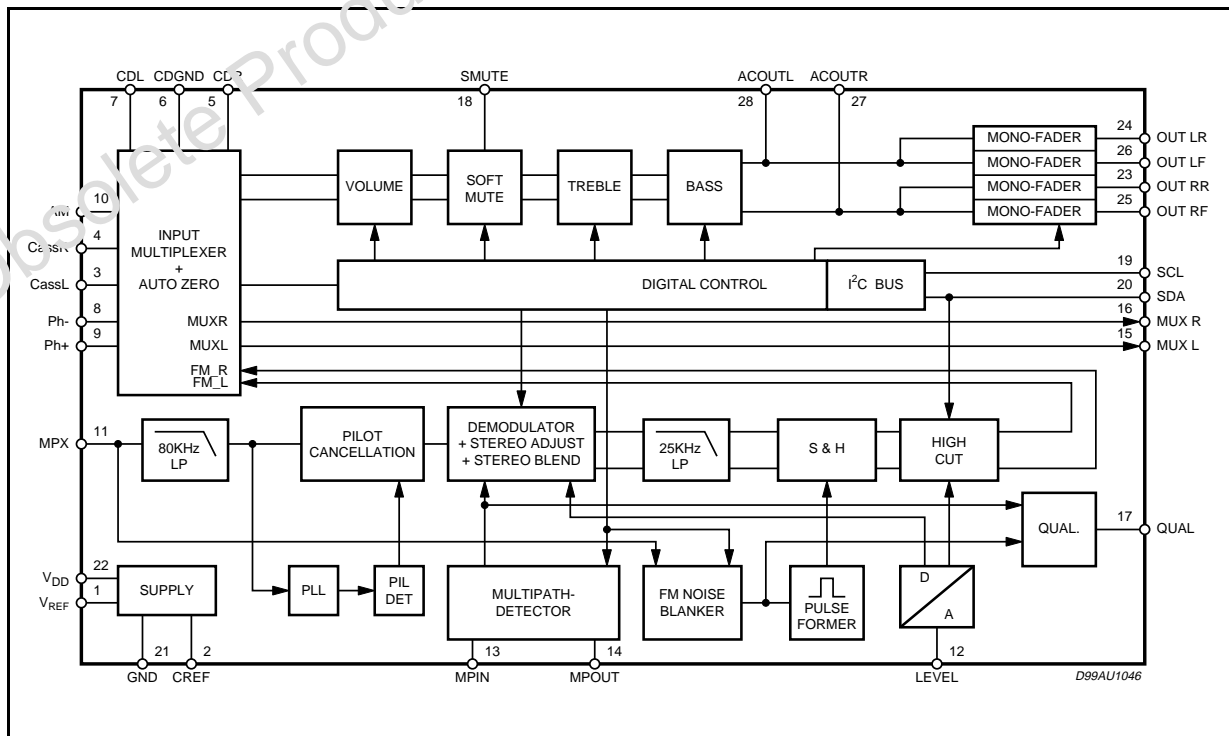 Obsolete Produ
CDL CDGND CDR SMUTE ACOUTL ACOUTR
7 6 5 18 28 27
24
MONO-FADER OUT LR
26
MONO-FADER OUT LF
23
MONO-FADER OUT RR
25
MONO-FADER OUT RF
VOLUME
SOFT
MUTE
TREBLE
BASS
10
AM
4
CassR
3
CassL
8
Ph-
9
Ph+
INPUT
MULTIPLEXER
+
AUTO ZERO
MUXR
MUXL
FM_R
FM_L
DIGITAL CONTROL
I²C BUS
19
SCL
20
SDA
16
MUX R
15
MUX L
11
MPX
80KHz
LP
PILOT
CANCELLATION
DEMODULATOR
+ STEREO ADJUST
+ STEREO BLEND
25KHz
LP
S & H
HIGH
CUT
QUAL.
17
QUAL
22
VDD
1
VREF
SUPPLY
PLL
PIL
DET
MULTIPATH-
DETECTOR
FM NOISE
BLANKER
PULSE
FORMER
D
A
21 2 13 14 12
GND CREF MPIN MPOUT LEVEL
D99AU1046